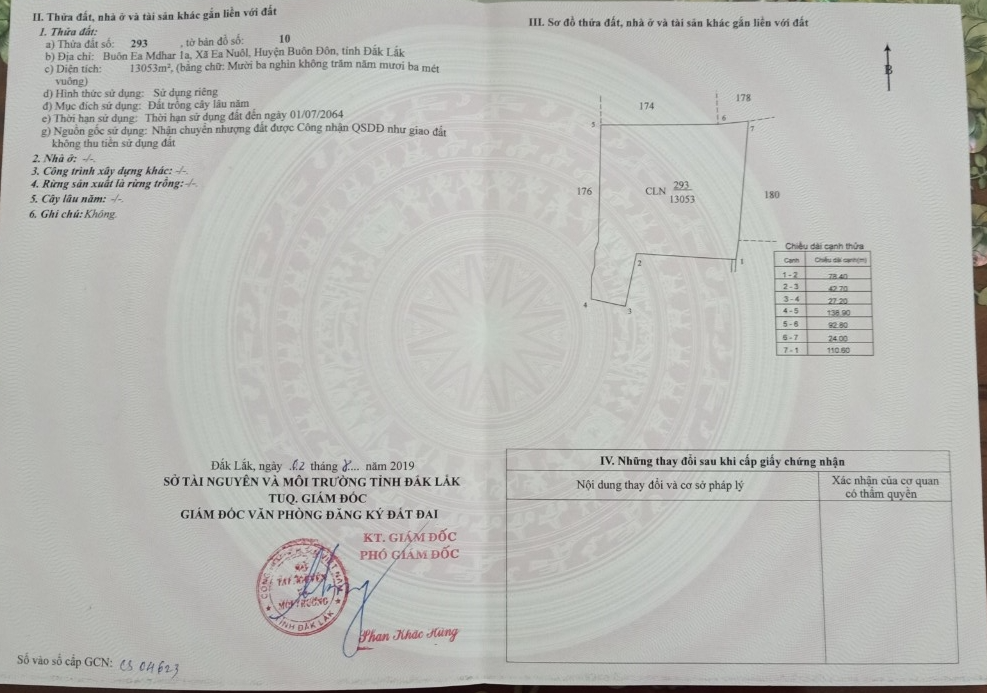 II. Thửa đất, nhà ở và tài sản khác gắn liền với đất
1. Thửa đất:
a) Thửa đất số: 293 , tờ bản đồ số: 10
b) Địa chỉ: Buôn Ea Mdhar 1a, Xã Ea Nuôl, Huyện Buôn Đôn, tỉnh Đắk Lắk
c) Diện tích: 13053m², (bằng chữ: Mười ba nghìn không trăm năm mươi ba mét
vuông)
d) Hình thức sử dụng: Sử dụng riêng
đ) Mục đích sử dụng: Đất trồng cây lâu năm
e) Thời hạn sử dụng: Thời hạn sử dụng đất đến ngày 01/07/2064
g) Nguồn gốc sử dụng: Nhận chuyển nhượng đất được Công nhận QSDĐ như giao đất
không thu tiền sử dụng đất
2. Nhà ở: -/-.
3. Công trình xây dựng khác: -/-.
4. Rừng sản xuất là rừng trồng: -/-.
5. Cây lâu năm: -/-.
6. Ghi chú: Không.
Đắk Lắk, ngày 02 tháng 8 năm 2019
SỞ TÀI NGUYÊN VÀ MÔI TRƯỜNG TỈNH ĐẮK LẮK
TUQ. GIÁM ĐỐC
GIÁM ĐỐC VĂN PHÒNG ĐĂNG KÝ ĐẤT ĐAI
KT. GIÁM ĐỐC
PHÓ GIÁM ĐỐC
SỞ
TÀI NGUYÊN
VÀ
MÔI TRƯỜNG
TỈNH ĐẮK LẮK
Phan Khắc Hùng
Số vào sổ cấp GCN: CS 04623
III. Sơ đồ thửa đất, nhà ở và tài sản khác gắn liền với đất
B
174
178
5
6
7
176
CLN 293
13053
180
2
1
4
3
Chiều dài cạnh thửa
Cạnh Chiều dài cạnh(m)
1 - 2 78.40
2 - 3 42.70
3 - 4 27.20
4 - 5 138.90
5 - 6 92.80
6 - 7 24.00
7 - 1 110.60
IV. Những thay đổi sau khi cấp giấy chứng nhận
Nội dung thay đổi và cơ sở pháp lý
Xác nhận của cơ quan
có thẩm quyền